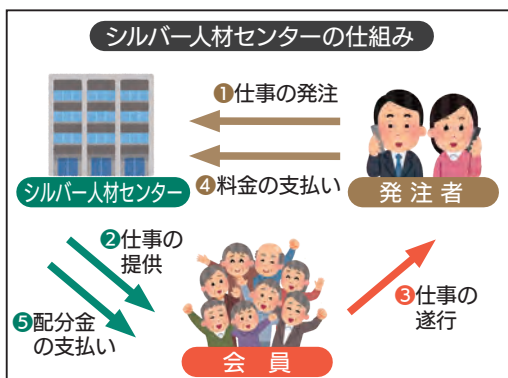 シルバー人材センターの仕組み
❶仕事の発注
❹料金の支払い
シルバー人材センター
発注者
❷仕事の
提供
❸仕事の
遂行
❺配分金
の支払い
会員